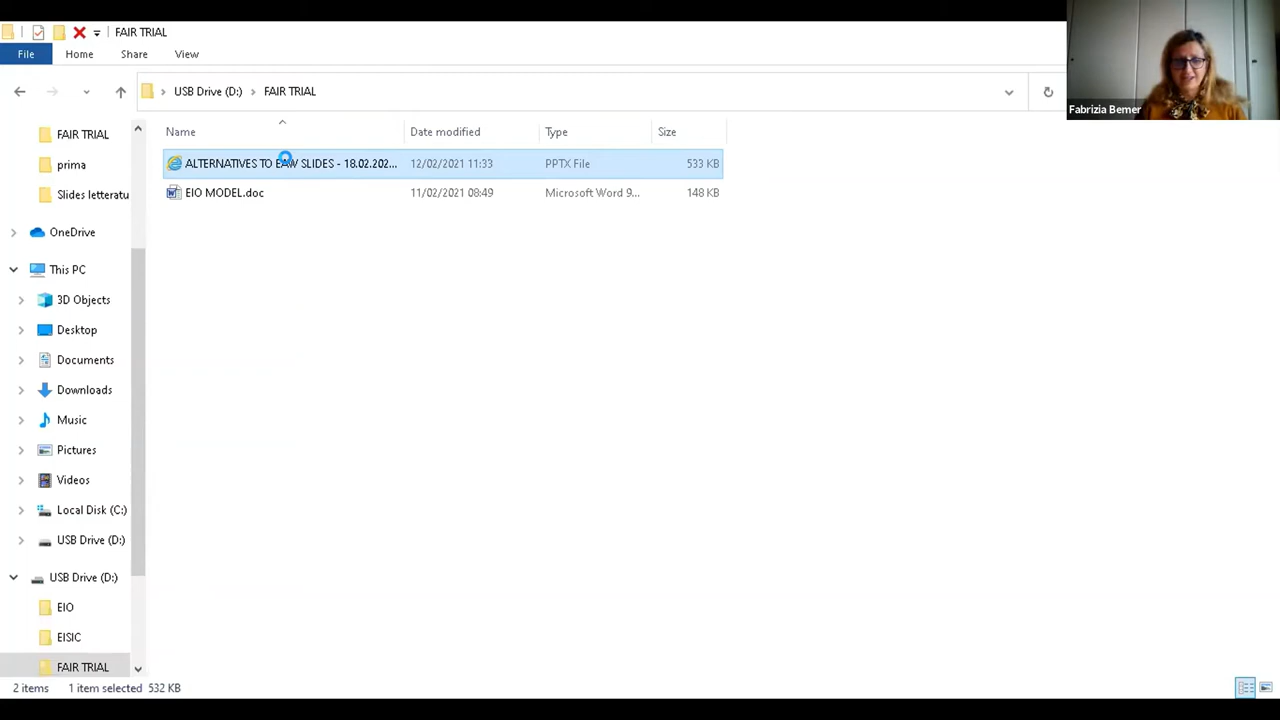 FAIR TRIAL
File Home Share View
USB Drive (D:) FAIR TRIAL
Fabrizia Bemer
Name Date modified Type Size
FAIR TRIAL
prima
Slides letteratu
OneDrive
This PC
3D Objects
Desktop
Documents
Downloads
Music
Pictures
Videos
Local Disk (C:)
USB Drive (D:)
USB Drive (D:)
EIO
EISIC
FAIR TRIAL
ALTERNATIVES TO EAW SLIDES - 18.02.202... 12/02/2021 11:33 PPTX File 533 KB
EIO MODEL.doc 11/02/2021 08:49 Microsoft Word 9... 148 KB
2 items 1 item selected 532 KB